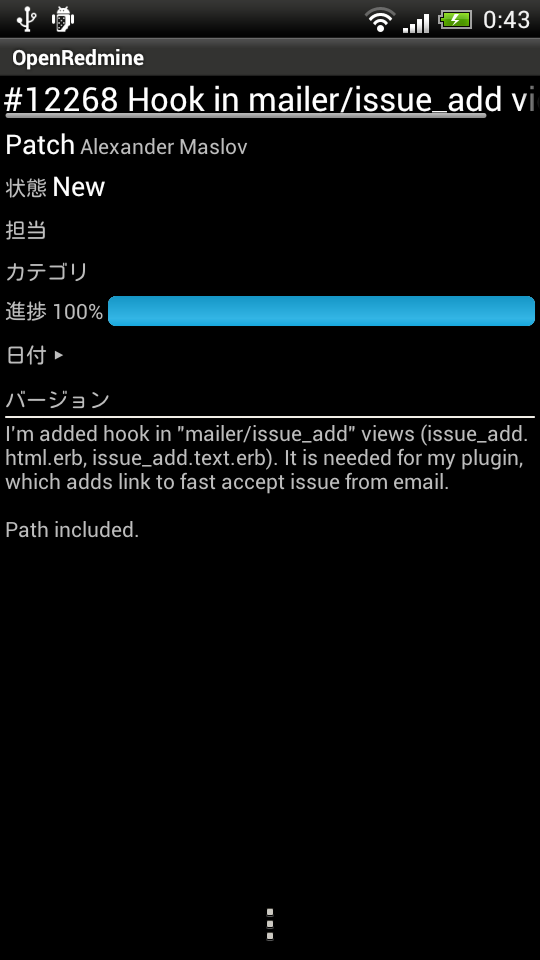 0:43
OpenRedmine
#12268 Hook in mailer/issue_add vi
Patch Alexander Maslov
状態 New
担当
カテゴリ
進捗 100%
日付
バージョン
I'm added hook in "mailer/issue_add" views (issue_add.
html.erb, issue_add.text.erb). It is needed for my plugin,
which adds link to fast accept issue from email.
Path included.